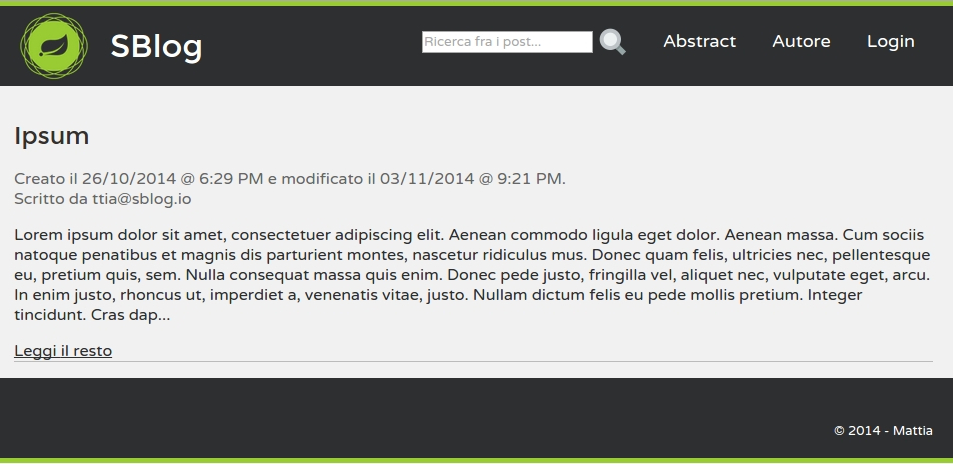 SBlog
Ricerca fra i post...
Abstract
Autore
Login
Ipsum
Creato il 26/10/2014 @ 6:29 PM e modificato il 03/11/2014 @ 9:21 PM.
Scritto da ttia@sblog.io
Lorem ipsum dolor sit amet, consectetuer adipiscing elit. Aenean commodo ligula eget dolor. Aenean massa. Cum sociis
natoque penatibus et magnis dis parturient montes, nascetur ridiculus mus. Donec quam felis, ultricies nec, pellentesque
eu, pretium quis, sem. Nulla consequat massa quis enim. Donec pede justo, fringilla vel, aliquet nec, vulputate eget, arcu.
In enim justo, rhoncus ut, imperdiet a, venenatis vitae, justo. Nullam dictum felis eu pede mollis pretium. Integer
tincidunt. Cras dap...
Leggi il resto
© 2014 - Mattia